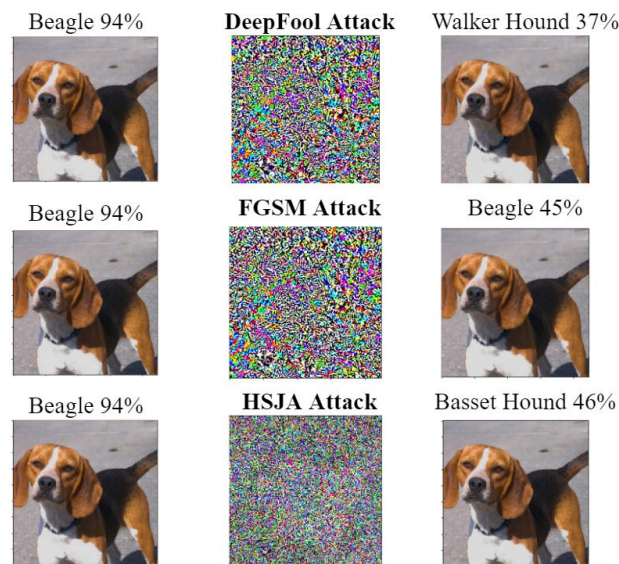 Beagle 94% DeepFool Attack Walker Hound 37%
Beagle 94% FGSM Attack Beagle 45%
Beagle 94% HSJA Attack Basset Hound 46%